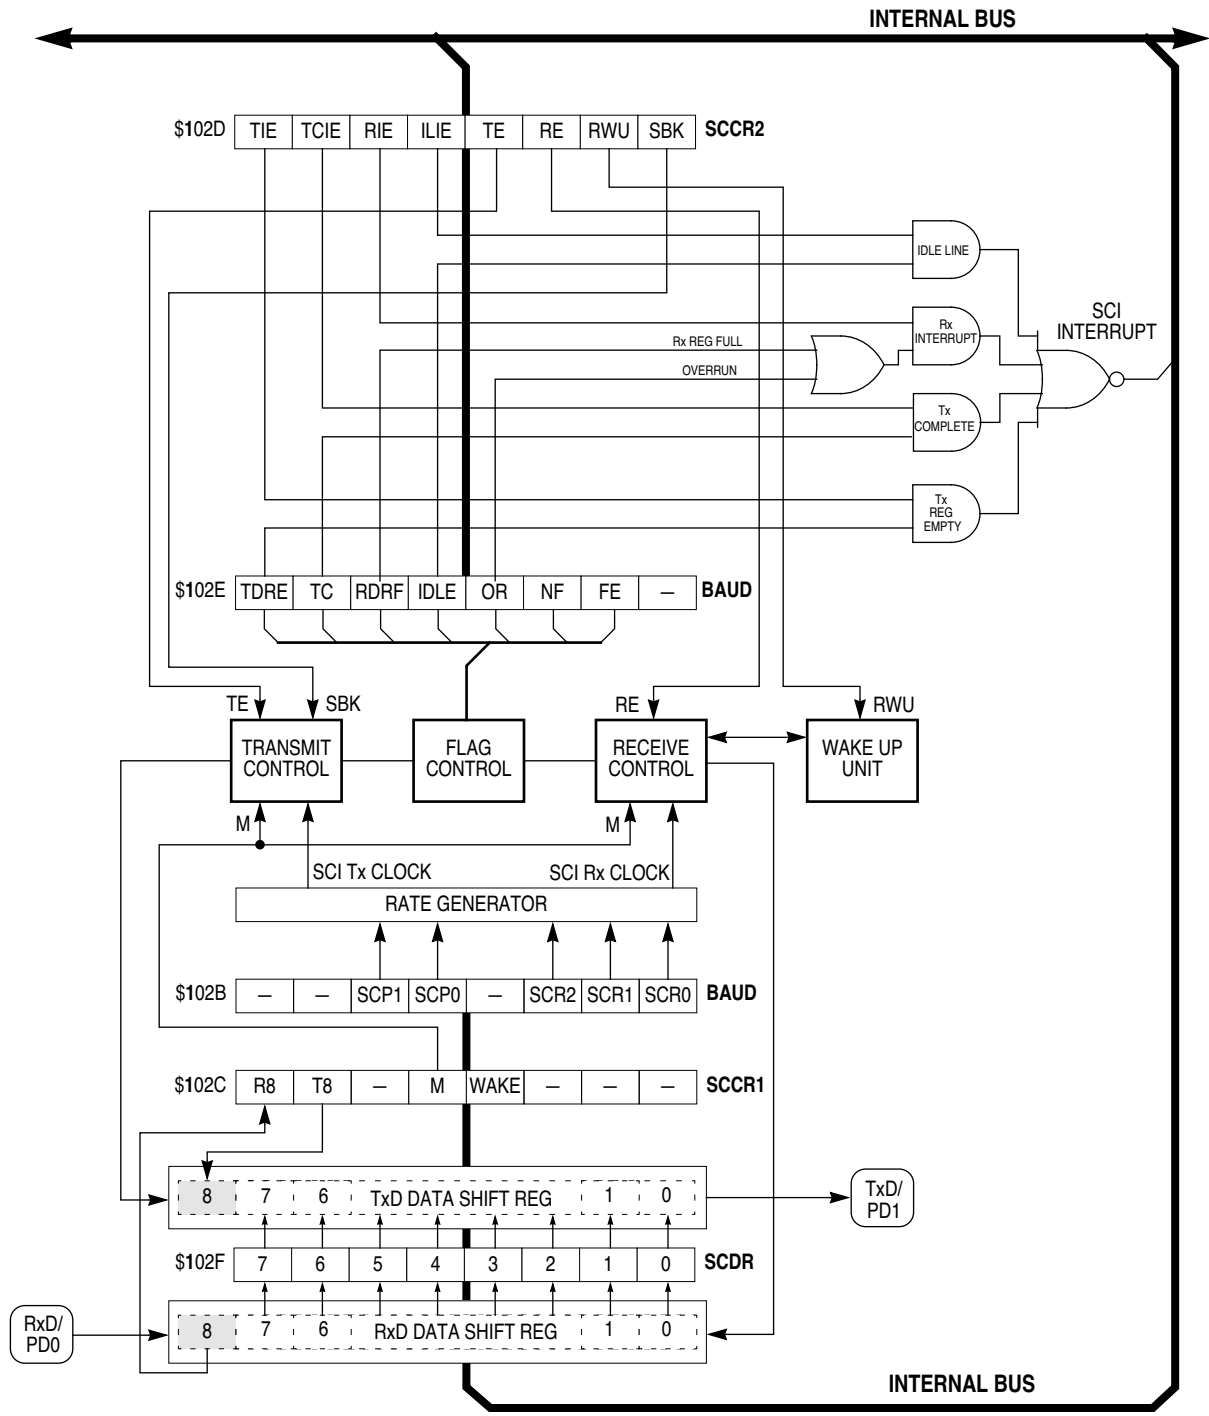 INTERNAL BUS
$102D TIE TCIE RIE ILIE TE RE RWU SBK SCCR2
IDLE LINE
Rx
INTERRUPT
SCI
INTERRUPT
Rx REG FULL
OVERRUN
Tx
COMPLETE
Tx
REG
EMPTY
$102E TDRE TC RDRF IDLE OR NF FE — BAUD
TE SBK RE RWU
TRANSMIT
CONTROL
FLAG
CONTROL
RECEIVE
CONTROL
WAKE UP
UNIT
M M
SCI Tx CLOCK SCI Rx CLOCK
RATE GENERATOR
$102B — — SCP1 SCP0 — SCR2 SCR1 SCR0 BAUD
$102C R8 T8 — M WAKE — — — SCCR1
8 7 6 TxD DATA SHIFT REG 1 0
TxD/
PD1
$102F 7 6 5 4 3 2 1 0 SCDR
RxD/
PD0
8 7 6 RxD DATA SHIFT REG 1 0
INTERNAL BUS